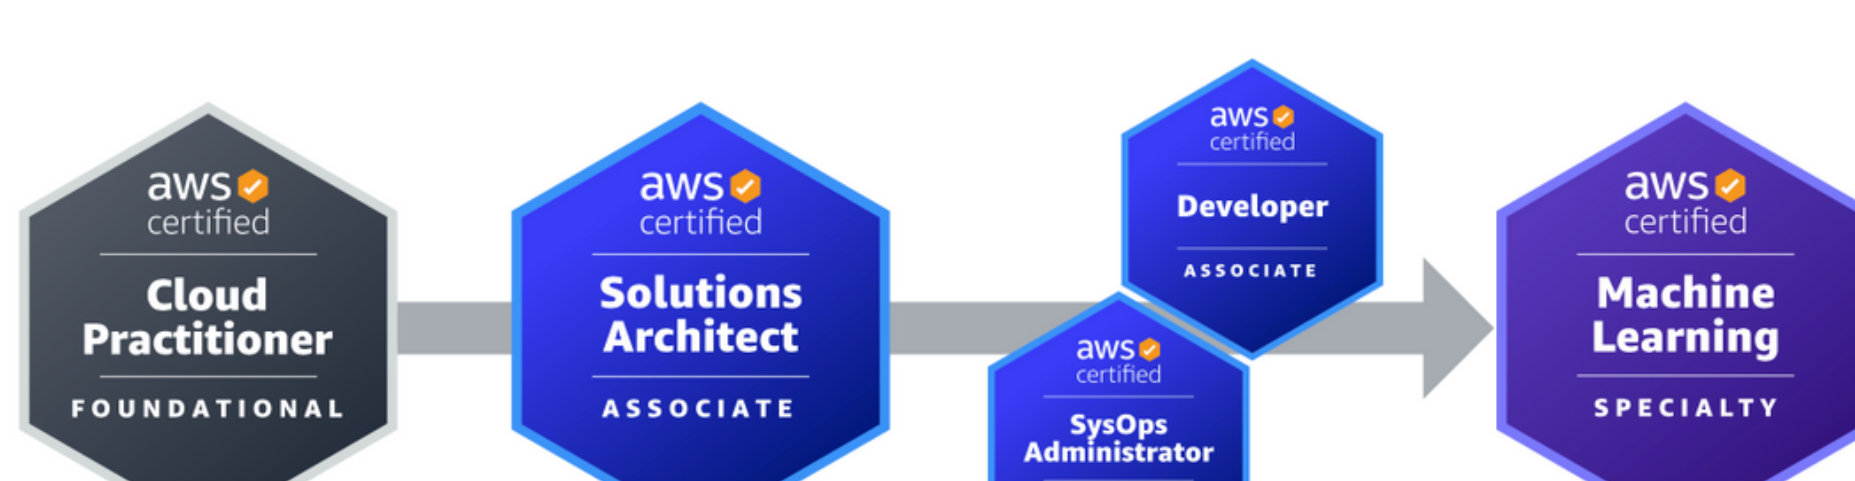 aws
certified
Cloud
Practitioner
FOUNDATIONAL
aws
certified
Solutions
Architect
ASSOCIATE
aws
certified
Developer
ASSOCIATE
aws
certified
SysOps
Administrator
aws
certified
Machine
Learning
SPECIALTY